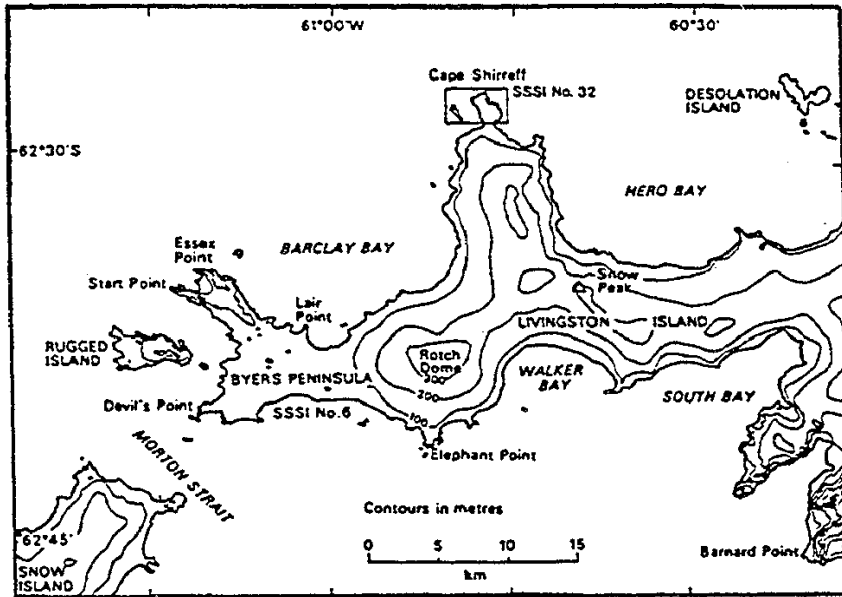 61°00'W
60°30'
Cape Shirreff
SSSI No. 32
DESOLATION
ISLAND
62°30'S
HERO BAY
Essex
Point
BARCLAY BAY
Start Point
Snow
Peak
Lair
Point
LIVINGSTON ISLAND
RUGGED
ISLAND
Rotch
Dome
300
WALKER
BAY
BYERS PENINSULA
200
SOUTH BAY
Devil's Point
SSSI No. 6
100
Elephant Point
MORTON STRAIT
Contours in metres
62°45'
0 5 10 15
km
Barnard Point
SNOW
ISLAND